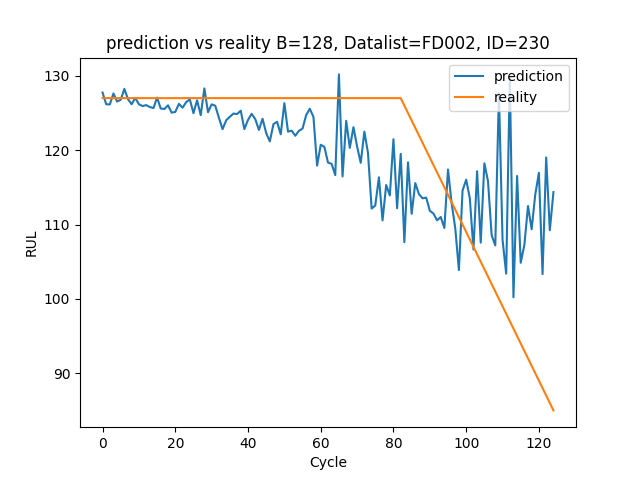 prediction vs reality B=128, Datalist=FD002, ID=230
prediction
reality
130
120
110
100
90
RUL
0 20 40 60 80 100 120
Cycle